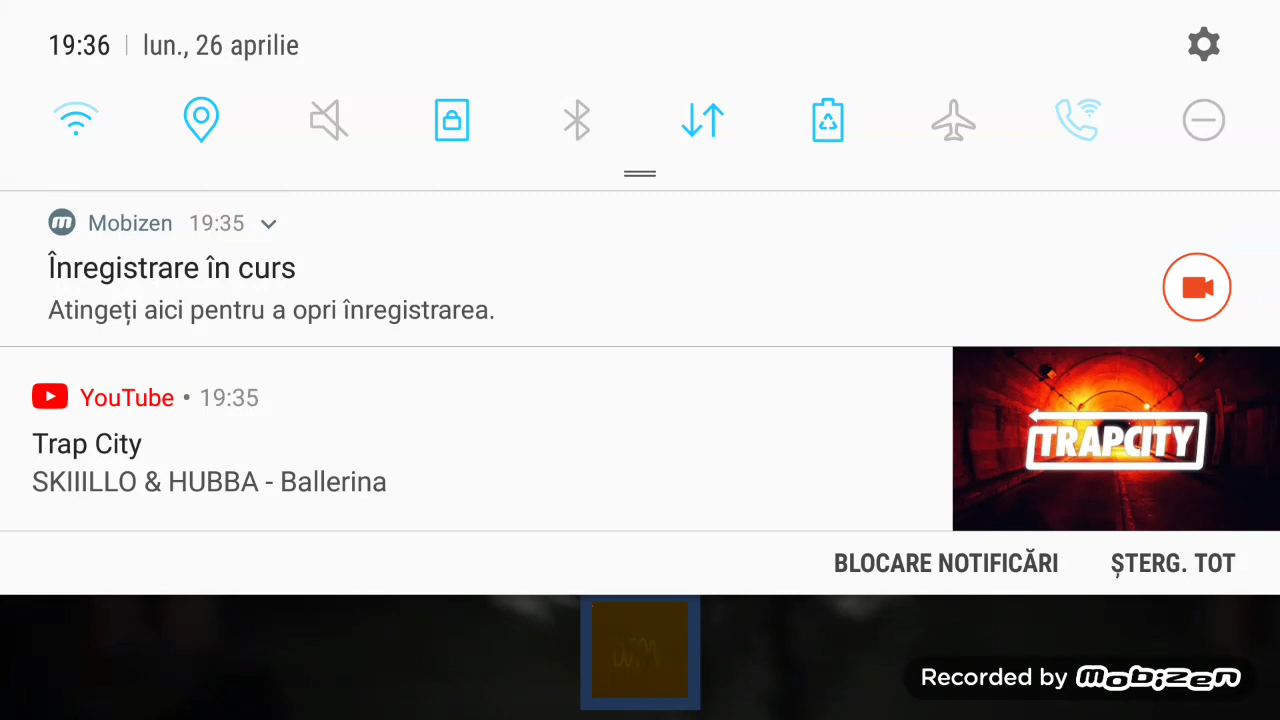 19:36 | lun., 26 aprilie
m Mobizen 19:35
Înregistrare în curs
Atingeți aici pentru a opri înregistrarea.
YouTube • 19:35
Trap City
SKIIILLO & HUBBA - Ballerina
TRAPCITY
BLOCARE NOTIFICĂRI ȘTERG. TOT
Recorded by mobizen